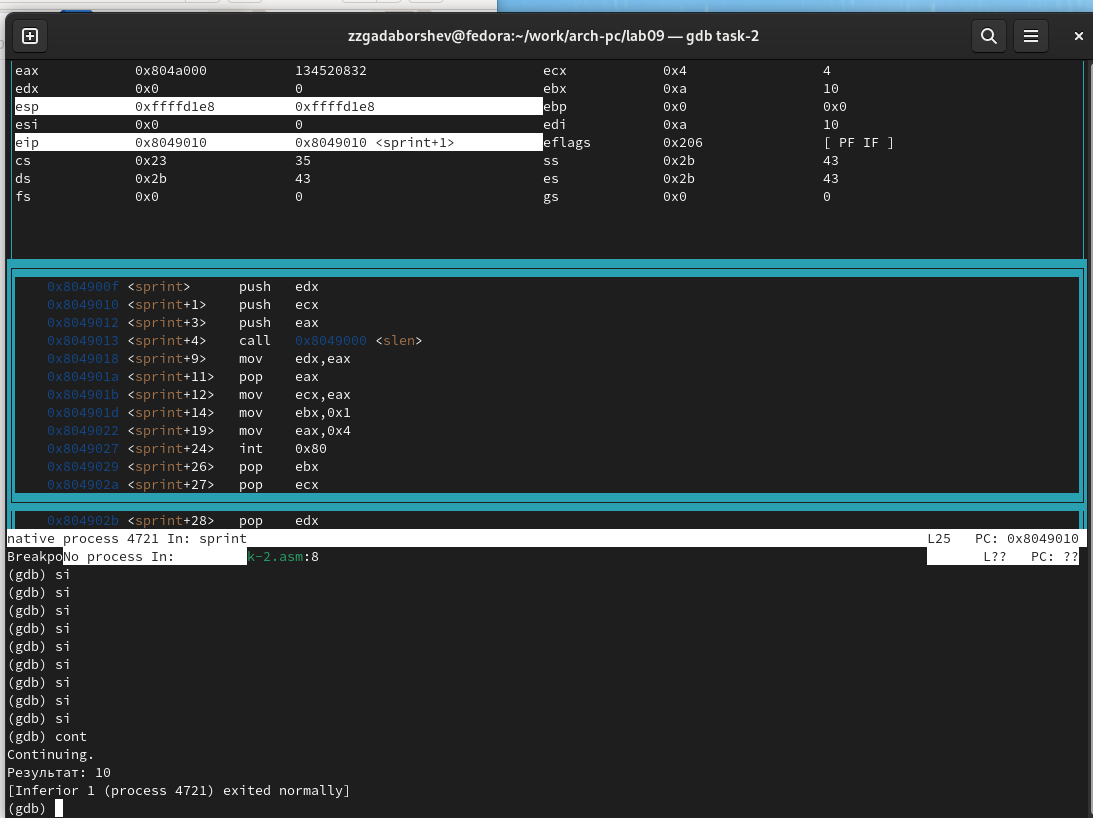 zzgadaborshev@fedora:~/work/arch-pc/lab09 — gdb task-2
eax 0x804a000 134520832 ecx 0x4 4
edx 0x0 0 ebx 0xa 10
esp 0xffffd1e8 0xffffd1e8 ebp 0x0 0x0
esi 0x0 0 edi 0xa 10
eip 0x8049010 0x8049010 <sprint+1> eflags 0x206 [ PF IF ]
cs 0x23 35 ss 0x2b 43
ds 0x2b 43 es 0x2b 43
fs 0x0 0 gs 0x0 0
0x804900f <sprint> push edx
0x8049010 <sprint+1> push ecx
0x8049012 <sprint+3> push eax
0x8049013 <sprint+4> call 0x8049000 <slen>
0x8049018 <sprint+9> mov edx,eax
0x804901a <sprint+11> pop eax
0x804901b <sprint+12> mov ecx,eax
0x804901d <sprint+14> mov ebx,0x1
0x8049022 <sprint+19> mov eax,0x4
0x8049027 <sprint+24> int 0x80
0x8049029 <sprint+26> pop ebx
0x804902a <sprint+27> pop ecx
0x804902b <sprint+28> pop edx
native process 4721 In: sprint L25 PC: 0x8049010
BreakpoNo process In: k-2.asm:8 L?? PC: ??
(gdb) si
(gdb) si
(gdb) si
(gdb) si
(gdb) si
(gdb) si
(gdb) si
(gdb) si
(gdb) si
(gdb) cont
Continuing.
Результат: 10
[Inferior 1 (process 4721) exited normally]
(gdb)